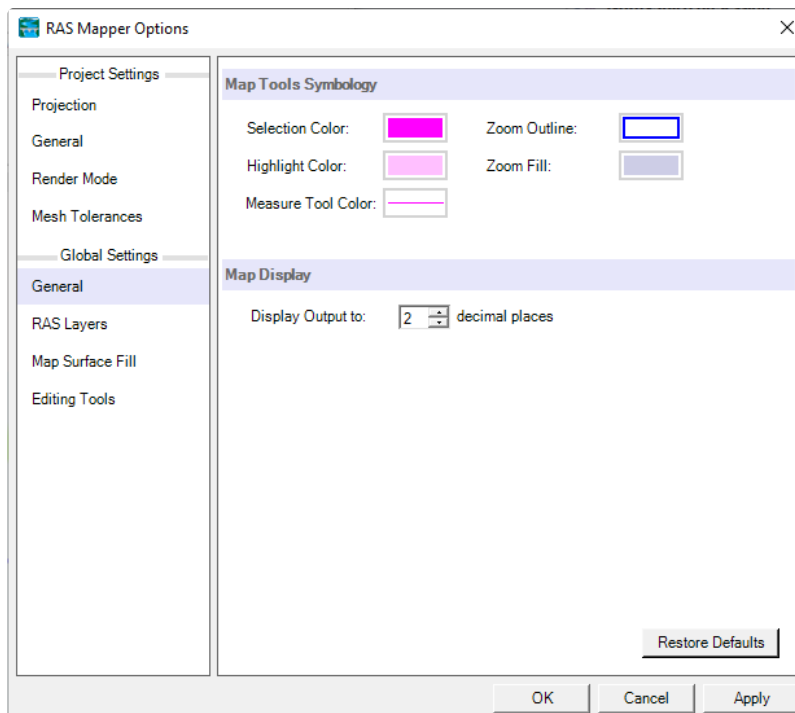 RAS Mapper Options
Project Settings
Projection
General
Render Mode
Mesh Tolerances
Global Settings
General
RAS Layers
Map Surface Fill
Editing Tools
Map Tools Symbology
Selection Color:
Zoom Outline:
Highlight Color:
Zoom Fill:
Measure Tool Color:
Map Display
Display Output to: 2 decimal places
Restore Defaults
OK
Cancel
Apply